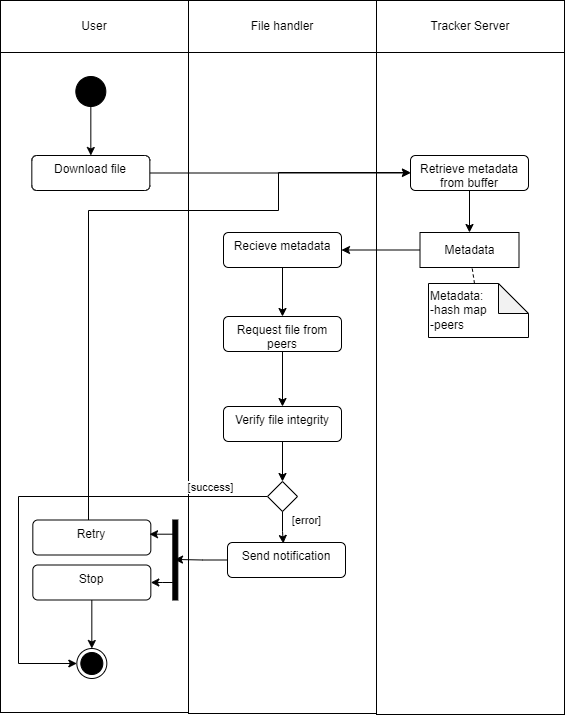 User
File handler
Tracker Server
Download file
Retrieve metadata
from buffer
Recieve metadata
Metadata
Metadata:
-hash map
-peers
Request file from
peers
Verify file integrity
[success]
[error]
Retry
Send notification
Stop